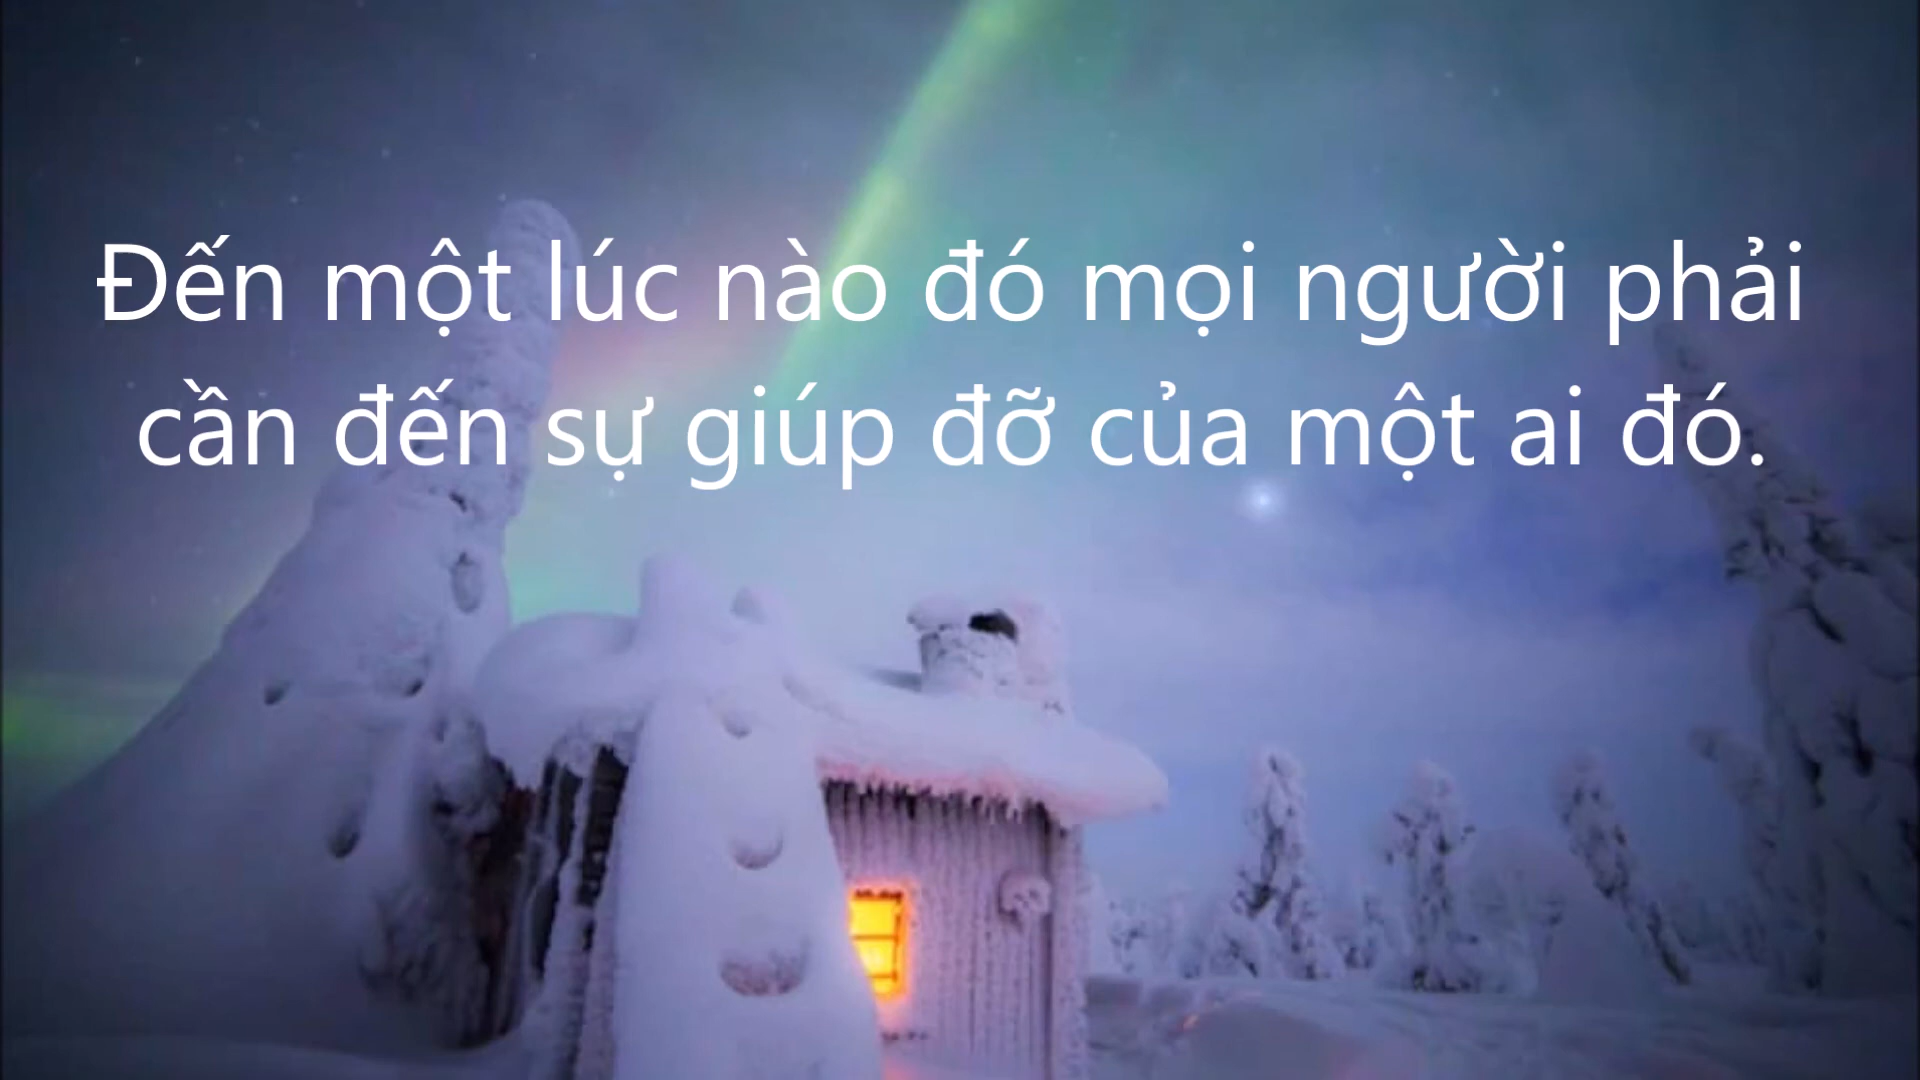 Đến một lúc nào đó mọi người phải
cần đến sự giúp đỡ của một ai đó.